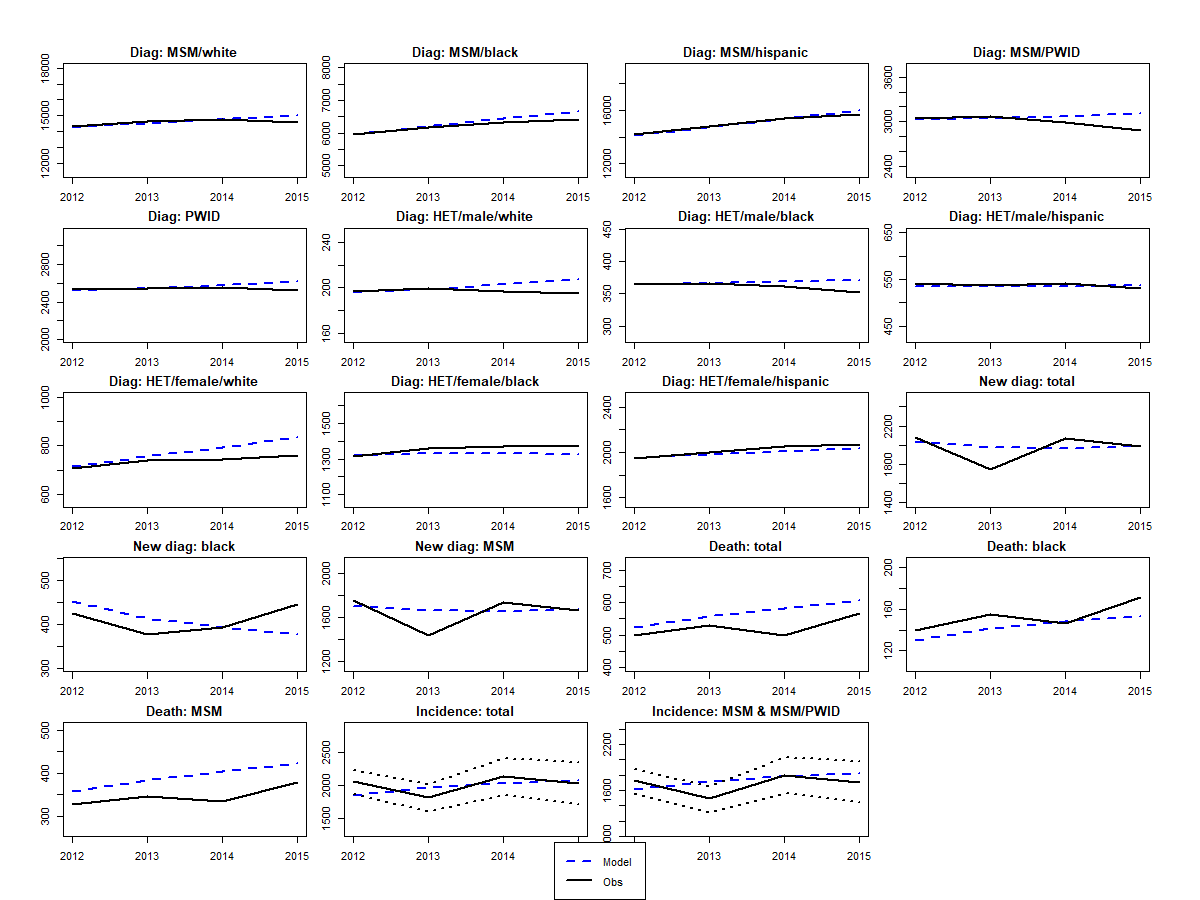 Diag: MSM/white
Diag: MSM/black
Diag: MSM/hispanic
Diag: MSM/PWID
12000 15000 18000
5000 6000 7000 8000
12000 16000
2400 3000 3600
2012 2013 2014 2015
2012 2013 2014 2015
2012 2013 2014 2015
2012 2013 2014 2015
Diag: PWID
Diag: HET/male/white
Diag: HET/male/black
Diag: HET/male/hispanic
2000 2400 2800
160 200 240
300 350 400 450
450 550 650
2012 2013 2014 2015
2012 2013 2014 2015
2012 2013 2014 2015
2012 2013 2014 2015
Diag: HET/female/white
Diag: HET/female/black
Diag: HET/female/hispanic
New diag: total
600 800 1000
1100 1300 1500
1600 2000 2400
1400 1800 2200
2012 2013 2014 2015
2012 2013 2014 2015
2012 2013 2014 2015
2012 2013 2014 2015
New diag: black
New diag: MSM
Death: total
Death: black
300 400 500
1200 1600 2000
400 500 600 700
120 160 200
2012 2013 2014 2015
2012 2013 2014 2015
2012 2013 2014 2015
2012 2013 2014 2015
Death: MSM
Incidence: total
Incidence: MSM & MSM/PWID
300 400 500
1500 2000 2500
1600 2200
2012 2013 2014 2015
2012 2013 2014 2015
2013 2014 2015
Model
Obs